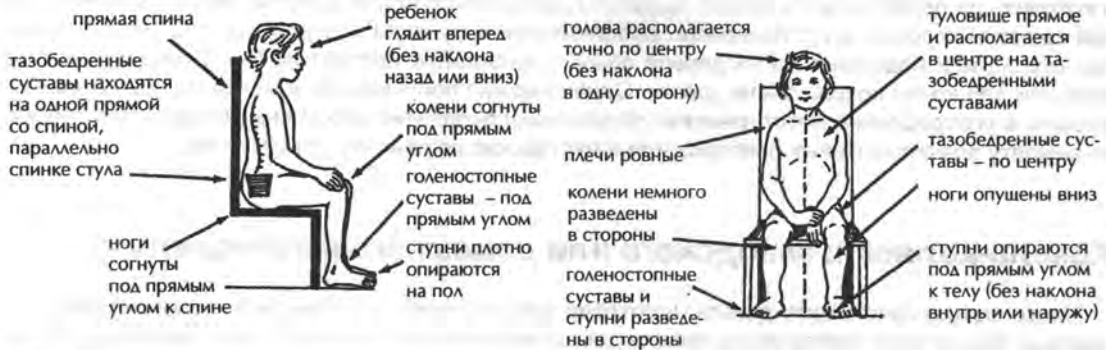 прямая спина
тазобедренные
суставы находятся
на одной прямой
со спиной,
параллельно
спинке стула
ноги
согнуты
под прямым
углом к спине
ребенок
глядит вперед
(без наклона
назад или вниз)
колени согнуты
под прямым
углом
голеностопные
суставы – под
прямым углом
ступни плотно
опираются
на пол
голова располагается
точно по центру
(без наклона
в одну сторону)
плечи ровные
колени немного
разведены
в стороны
голеностопные
суставы и
ступни разведе-
ны в стороны
туловище прямое
и располагается
в центре над та-
зобедренными
суставами
тазобедренные сус-
тавы – по центру
ноги опущены вниз
ступни опираются
под прямым углом
к телу (без наклона
внутрь или наружу)